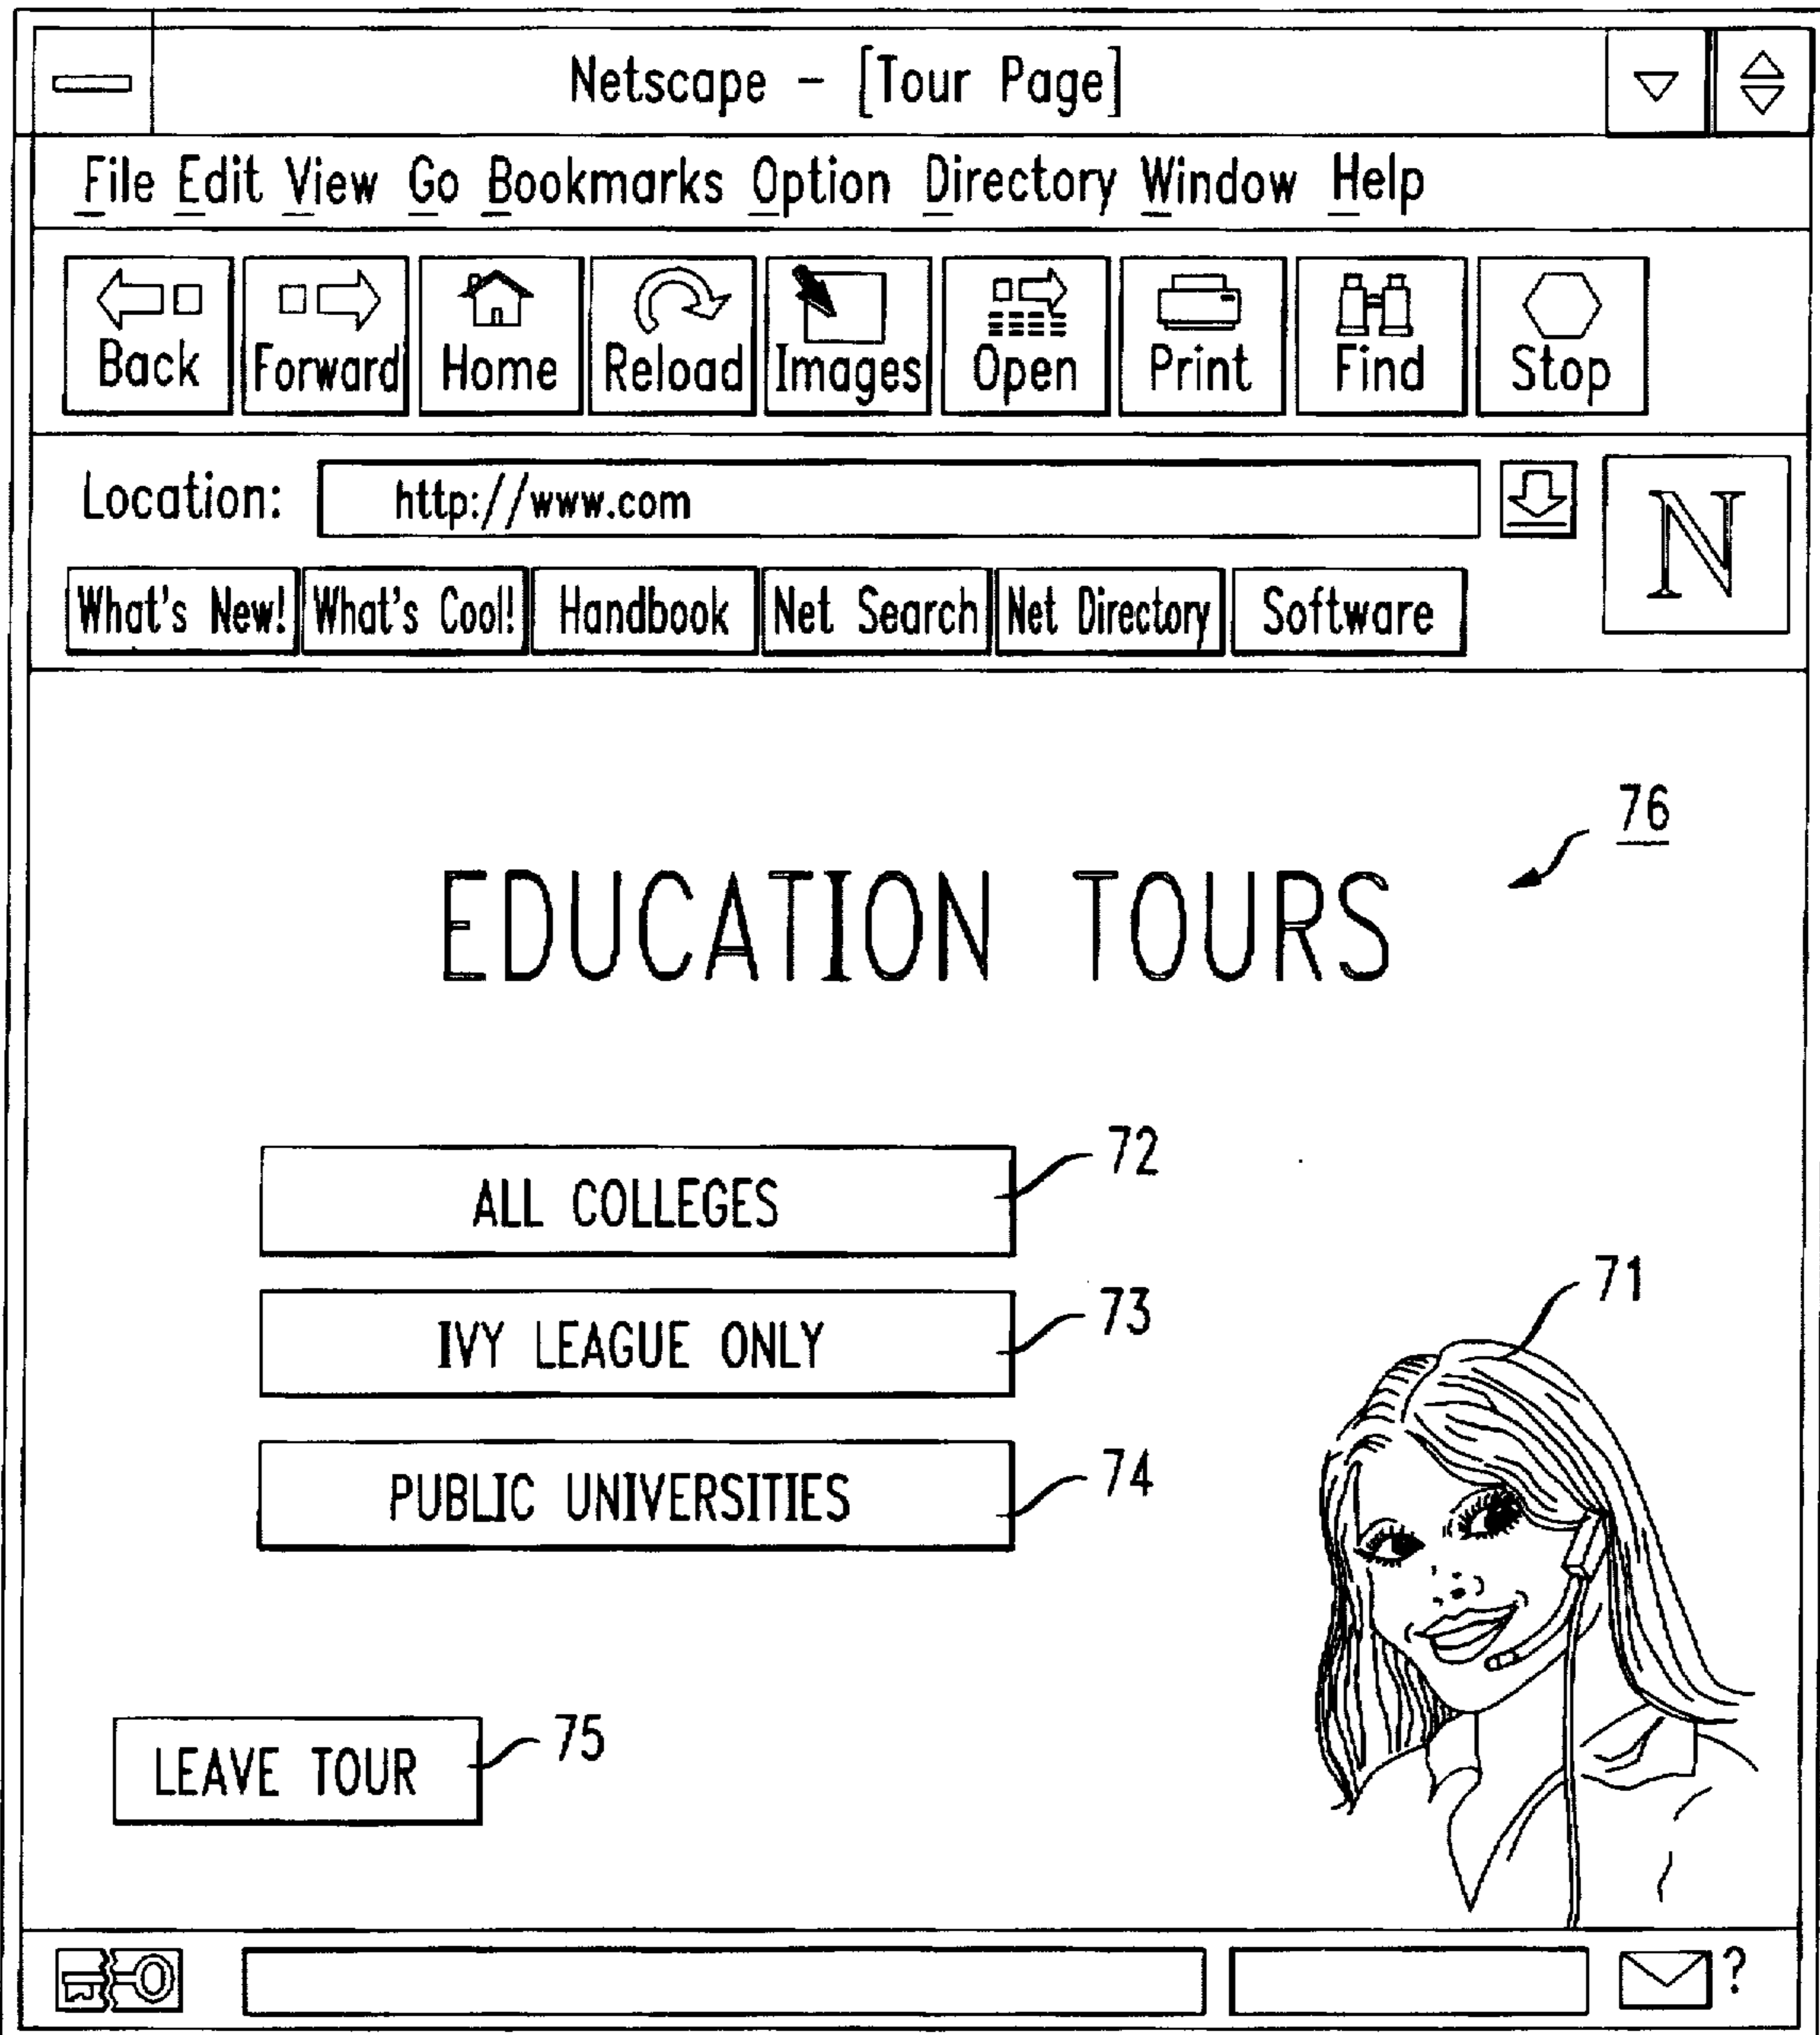 Netscape - [Tour Page]
File Edit View Go Bookmarks Option Directory Window Help
Back Forward Home Reload Images Open Print Find Stop
Location: http://www.com
N
What's New! What's Cool! Handbook Net Search Net Directory Software
76
EDUCATION TOURS
72
ALL COLLEGES
71
73
IVY LEAGUE ONLY
74
PUBLIC UNIVERSITIES
75
LEAVE TOUR
?